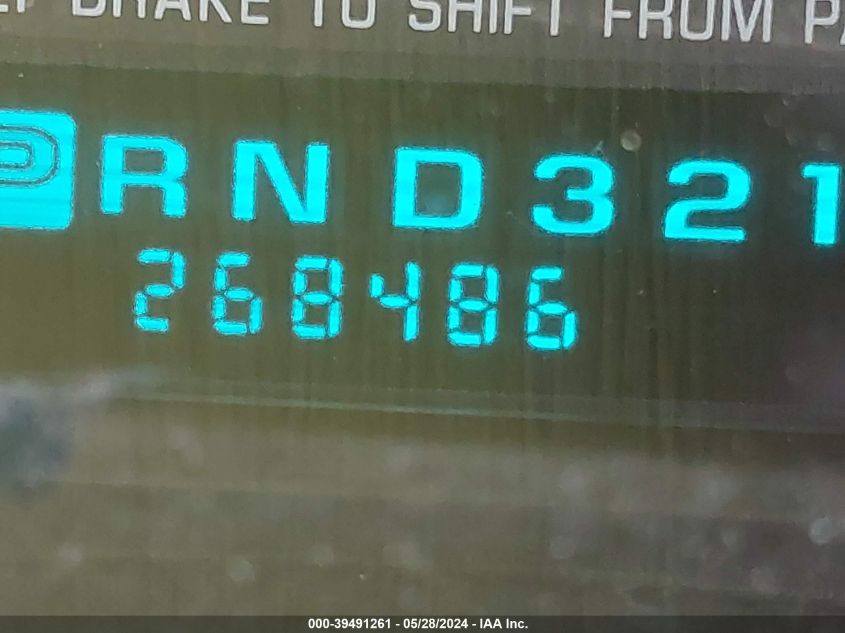 BRAKE TO SHIFT FROM
P R N D 3 2 1
268486
000-39491261 - 05/28/2024 - IAA Inc.